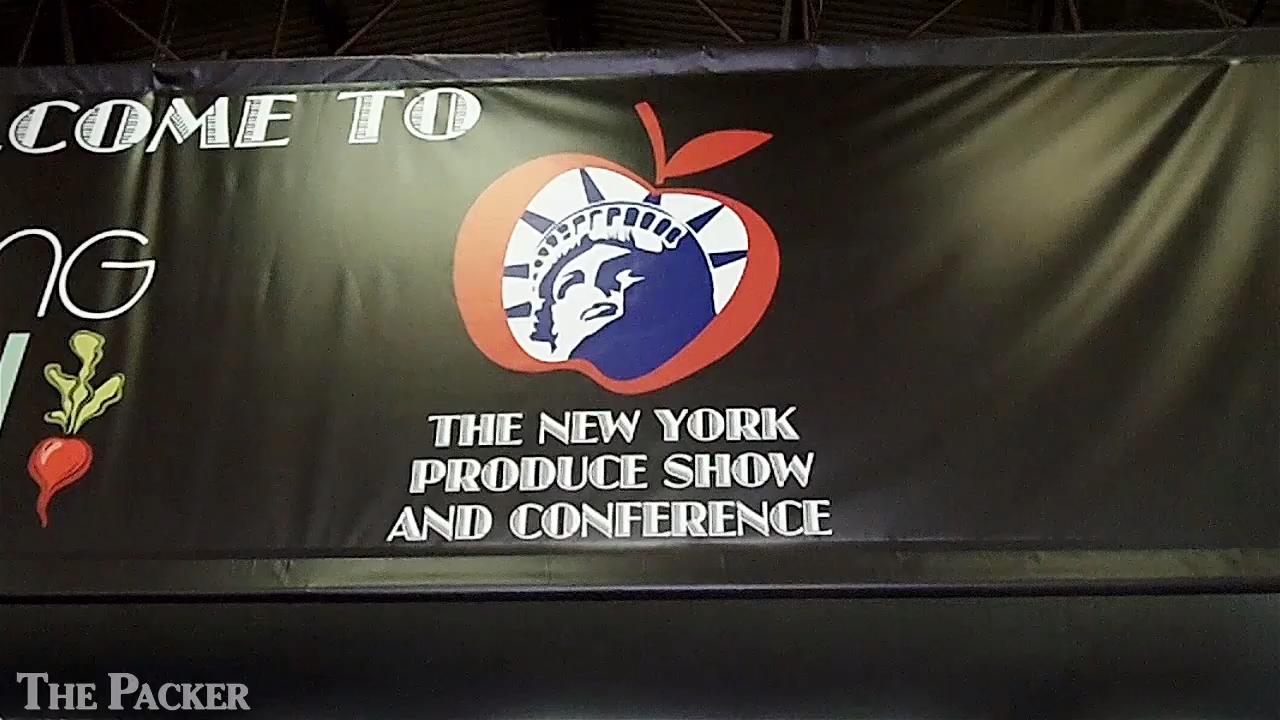 COME TO
NG
THE NEW YORK
PRODUCE SHOW
AND CONFERENCE
THE PACKER